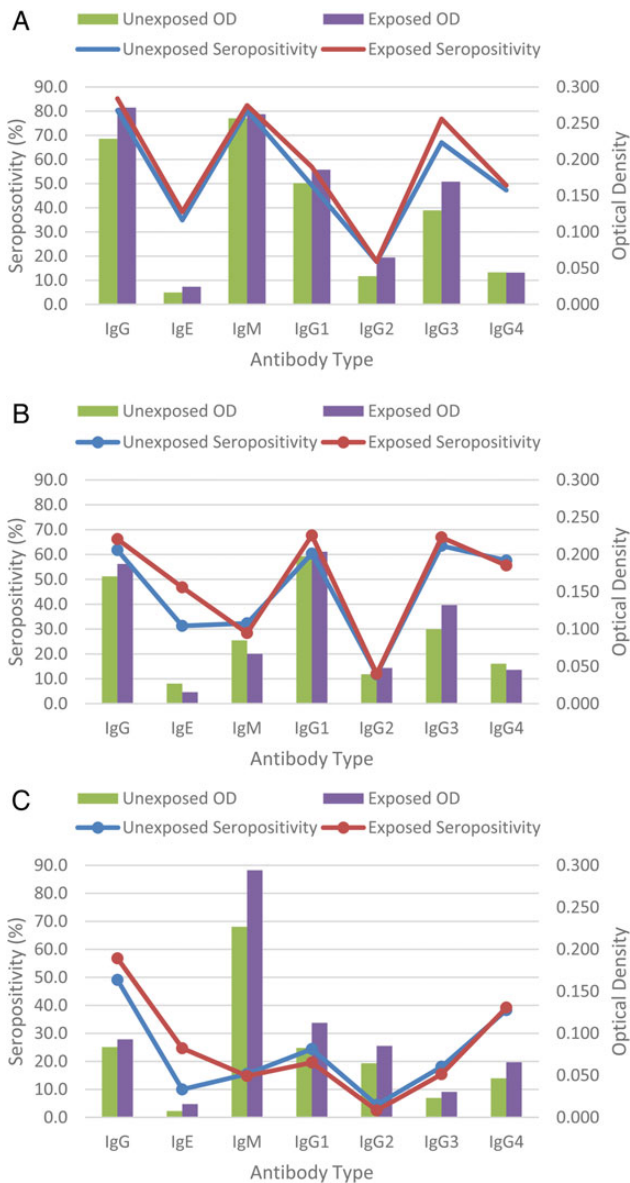 A
Unexposed OD Exposed OD
Unexposed Seropositivity Exposed Seropositivity
90.0 0.300
80.0 0.250
70.0
60.0 0.200
50.0 0.150
40.0
30.0 0.100
20.0 0.050
10.0
0.0 0.000
Seroposotivity (%)
Optical Density
IgG IgE IgM IgG1 IgG2 IgG3 IgG4
Antibody Type
B
Unexposed OD Exposed OD
Unexposed Seropositivity Exposed Seropositivity
90.0 0.300
80.0 0.250
70.0
60.0 0.200
50.0 0.150
40.0
30.0 0.100
20.0 0.050
10.0
0.0 0.000
Seropositivity (%)
Optical Density
IgG IgE IgM IgG1 IgG2 IgG3 IgG4
Antibody Type
C
Unexposed OD Exposed OD
Unexposed Seropositivity Exposed Seropositivity
90.0 0.300
80.0 0.250
70.0
60.0 0.200
50.0 0.150
40.0
30.0 0.100
20.0 0.050
10.0
0.0 0.000
Seropositivity (%)
Optical Density
IgG IgE IgM IgG1 IgG2 IgG3 IgG4
Antibody Type